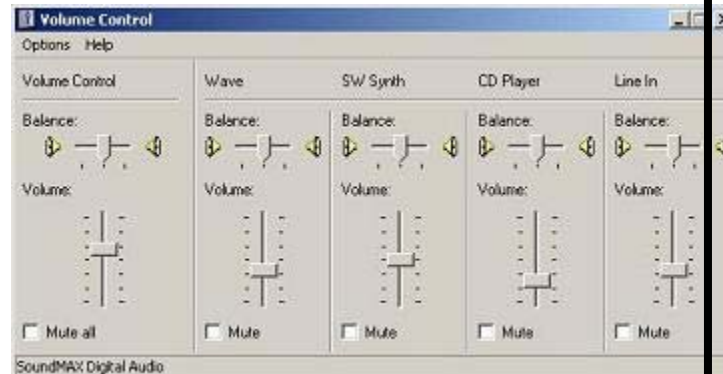 Volume Control
Options Help
Volume Control Wave SW Synth CD Player Line In
Balance: Balance: Balance: Balance: Balance:
Volume: Volume: Volume: Volume: Volume:
Mute all Mute Mute Mute Mute
SoundMAX Digital Audio